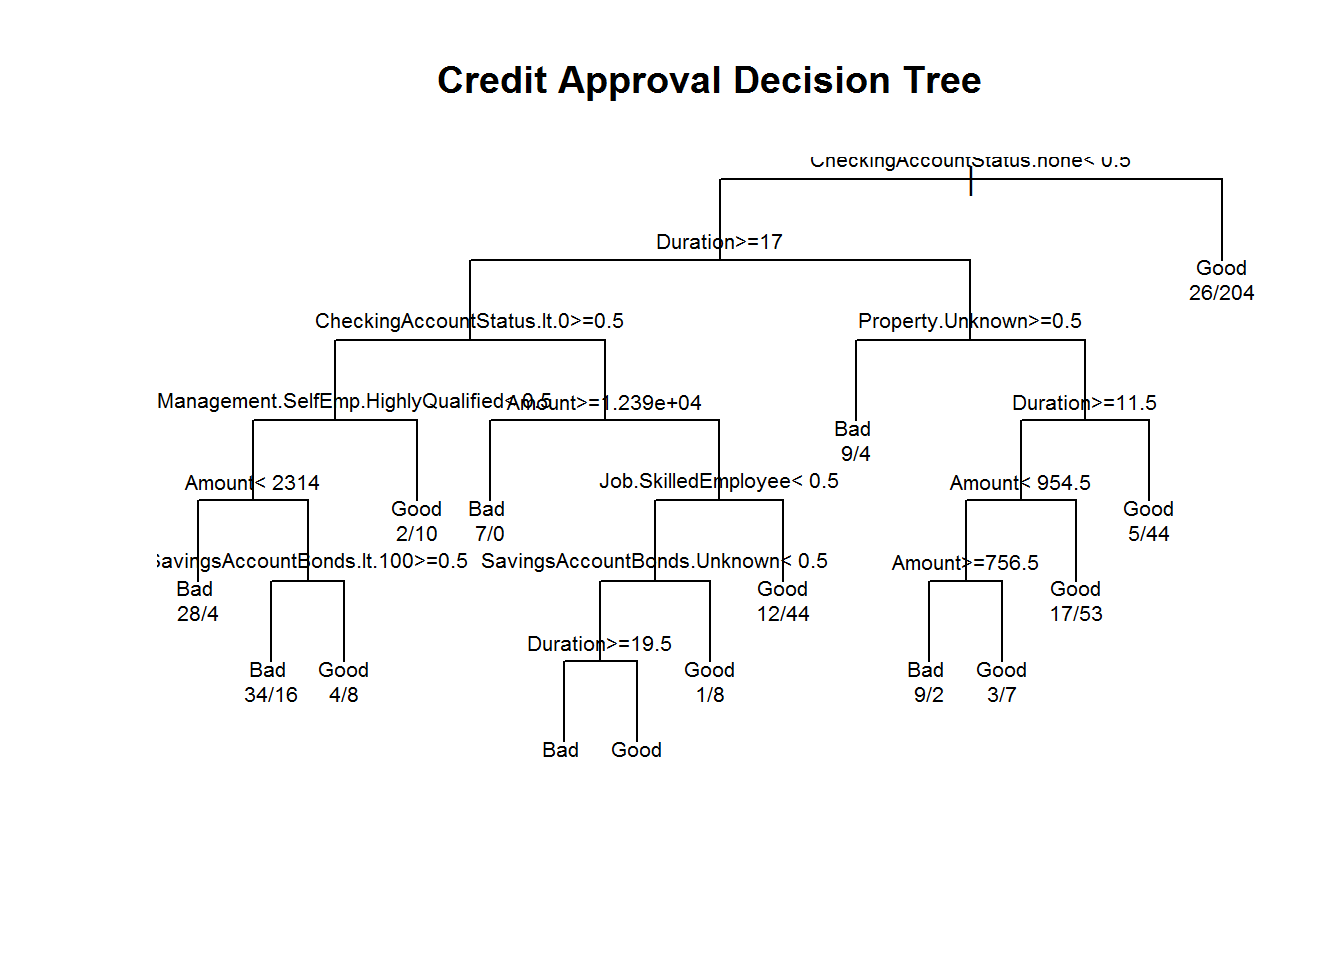 Credit Approval Decision Tree
CheckingAccountStatus.none< 0.5
Duration>=17
Good
26/204
CheckingAccountStatus.lt.0>=0.5
Property.Unknown>=0.5
Management.SelfEmp.HighlyQualified< 0.5
Amount>=1.239e+04
Duration>=11.5
Bad
9/4
Amount< 2314
Job.SkilledEmployee< 0.5
Amount< 954.5
Good
2/10
Bad
7/0
Good
5/44
SavingsAccountBonds.lt.100>=0.5
SavingsAccountBonds.Unknown< 0.5
Amount>=756.5
Bad
28/4
Good
12/44
Good
17/53
Duration>=19.5
Bad
34/16
Good
4/8
Good
1/8
Bad
9/2
Good
3/7
Bad
Good